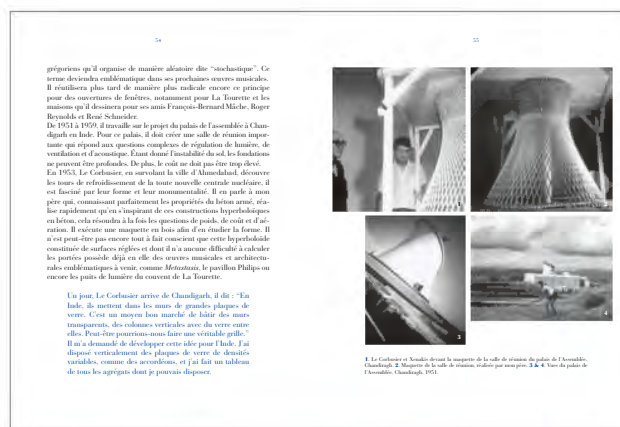 54
grégoriens qu'il organise de manière aléatoire dite "stochastique". Ce
terme deviendra emblématique dans ses prochaines œuvres musicales.
Il réutilisera plus tard de manière plus radicale encore ce principe
pour des ouvertures de fenêtres, notamment pour La Tourette et les
maisons qu'il dessinera pour ses amis François-Bernard Mâche, Roger
Reynolds et René Schneider.
De 1951 à 1959, il travaille sur le projet du palais de l'assemblée à Chan-
digarh en Inde. Pour ce palais, il doit créer une salle de réunion impor-
tante qui répond aux questions complexes de régulation de lumière, de
ventilation et d'acoustique. Étant donné l'instabilité du sol, les fondations
ne peuvent être profondes. De plus, le coût ne doit pas être trop élevé.
En 1953, Le Corbusier, en survolant la ville d'Ahmedabad, découvre
les tours de refroidissement de la toute nouvelle centrale nucléaire, il
est fasciné par leur forme et leur monumentalité. Il en parle à mon
père qui, connaissant parfaitement les propriétés du béton armé, réa-
lise rapidement qu'en s'inspirant de ces constructions hyperboloïques
en béton, cela résoudra à la fois les questions de poids, de coût et d'aé-
ration. Il exécute une maquette en bois afin d'en étudier la forme. Il
n'est peut-être pas encore tout à fait conscient que cette hyperboloïde
constituée de surfaces réglées et dont il n'a aucune difficulté à calculer
les portées possède déjà en elle des œuvres musicales et architectu-
rales emblématiques à venir, comme Metastasis, le pavillon Philips ou
encore les puits de lumière du couvent de La Tourette.
Un jour, Le Corbusier arrive de Chandigarh, il dit : "En
Inde, ils mettent dans les murs de grandes plaques de
verre. C'est un moyen bon marché de bâtir des murs
transparents, des colonnes verticales avec du verre entre
elles. Peut-être pourrions-nous faire une véritable grille."
Il m'a demandé de développer cette idée pour l'Inde. J'ai
disposé verticalement des plaques de verre de densités
variables, comme des accordéons, et j'ai fait un tableau
de tous les agrégats dont je pouvais disposer.
55
1
2
3
4
1. Le Corbusier et Xenakis devant la maquette de la salle de réunion du palais de l'Assemblée,
Chandiragh. 2. Maquette de la salle de réunion, réalisée par mon père. 3 & 4. Vues du palais de
l'Assemblée, Chandiragh, 1951.